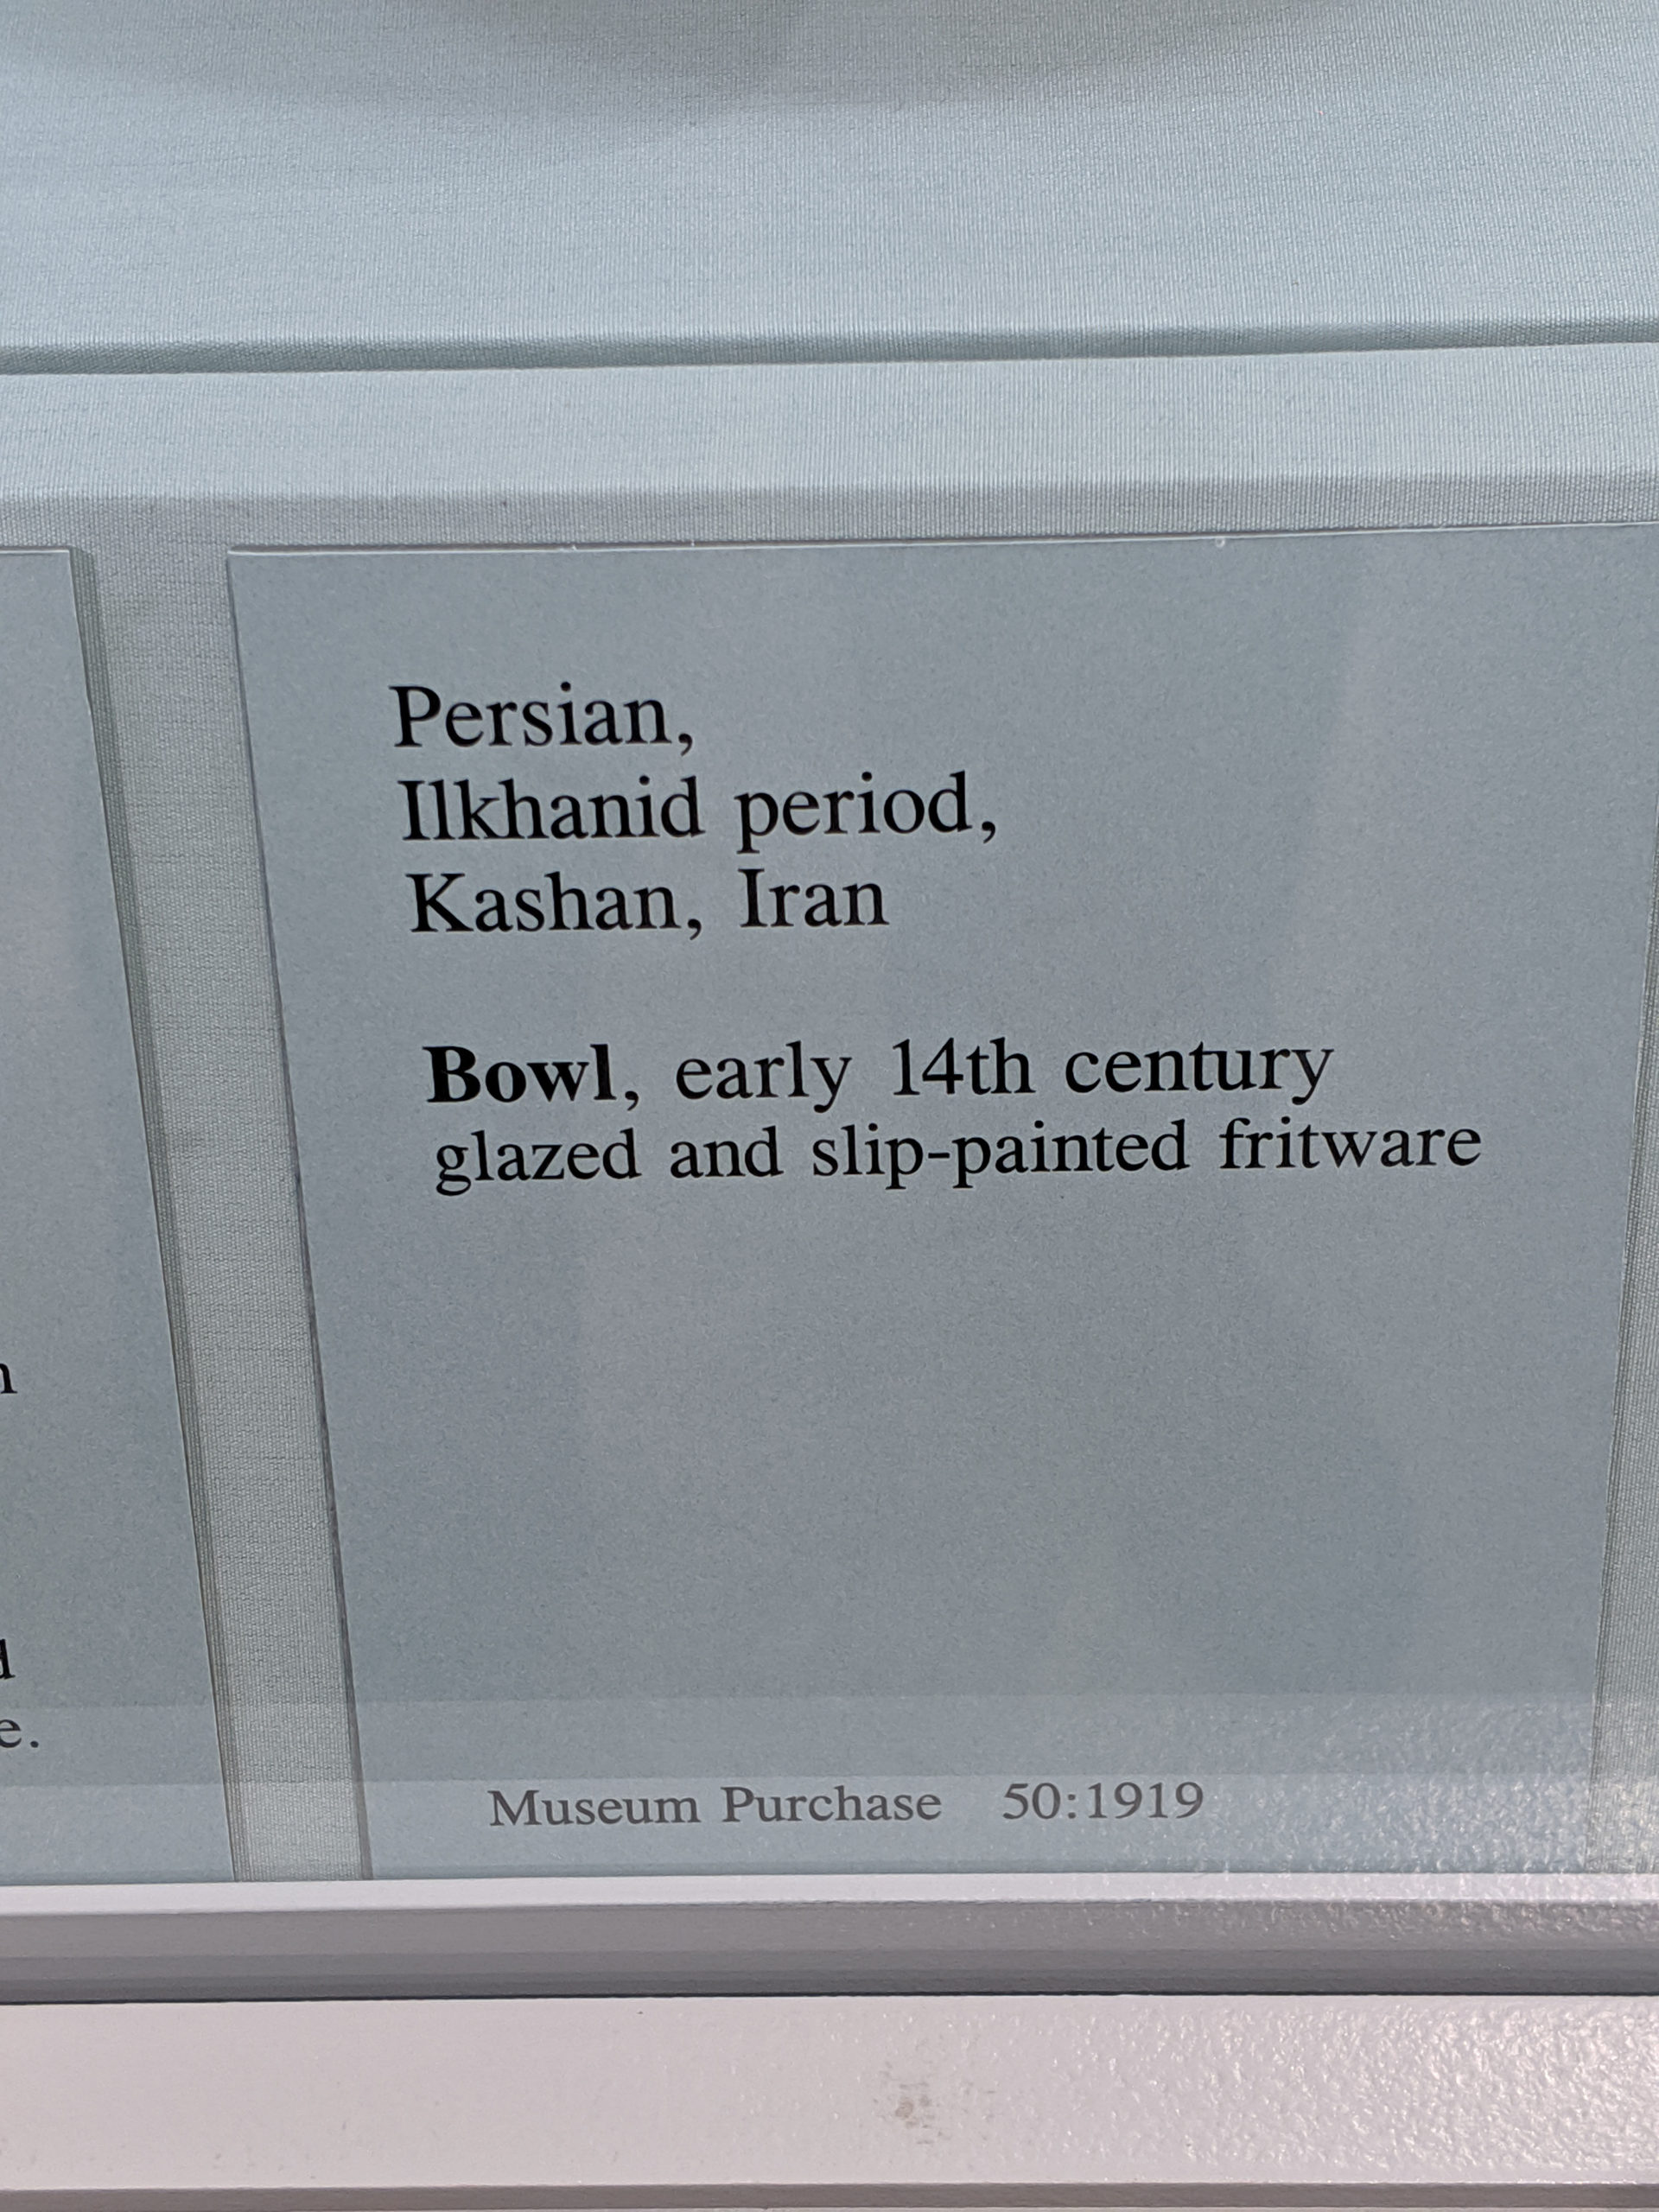 Persian,
Ilkhanid period,
Kashan, Iran
Bowl, early 14th century
glazed and slip-painted fritware
Museum Purchase 50:1919